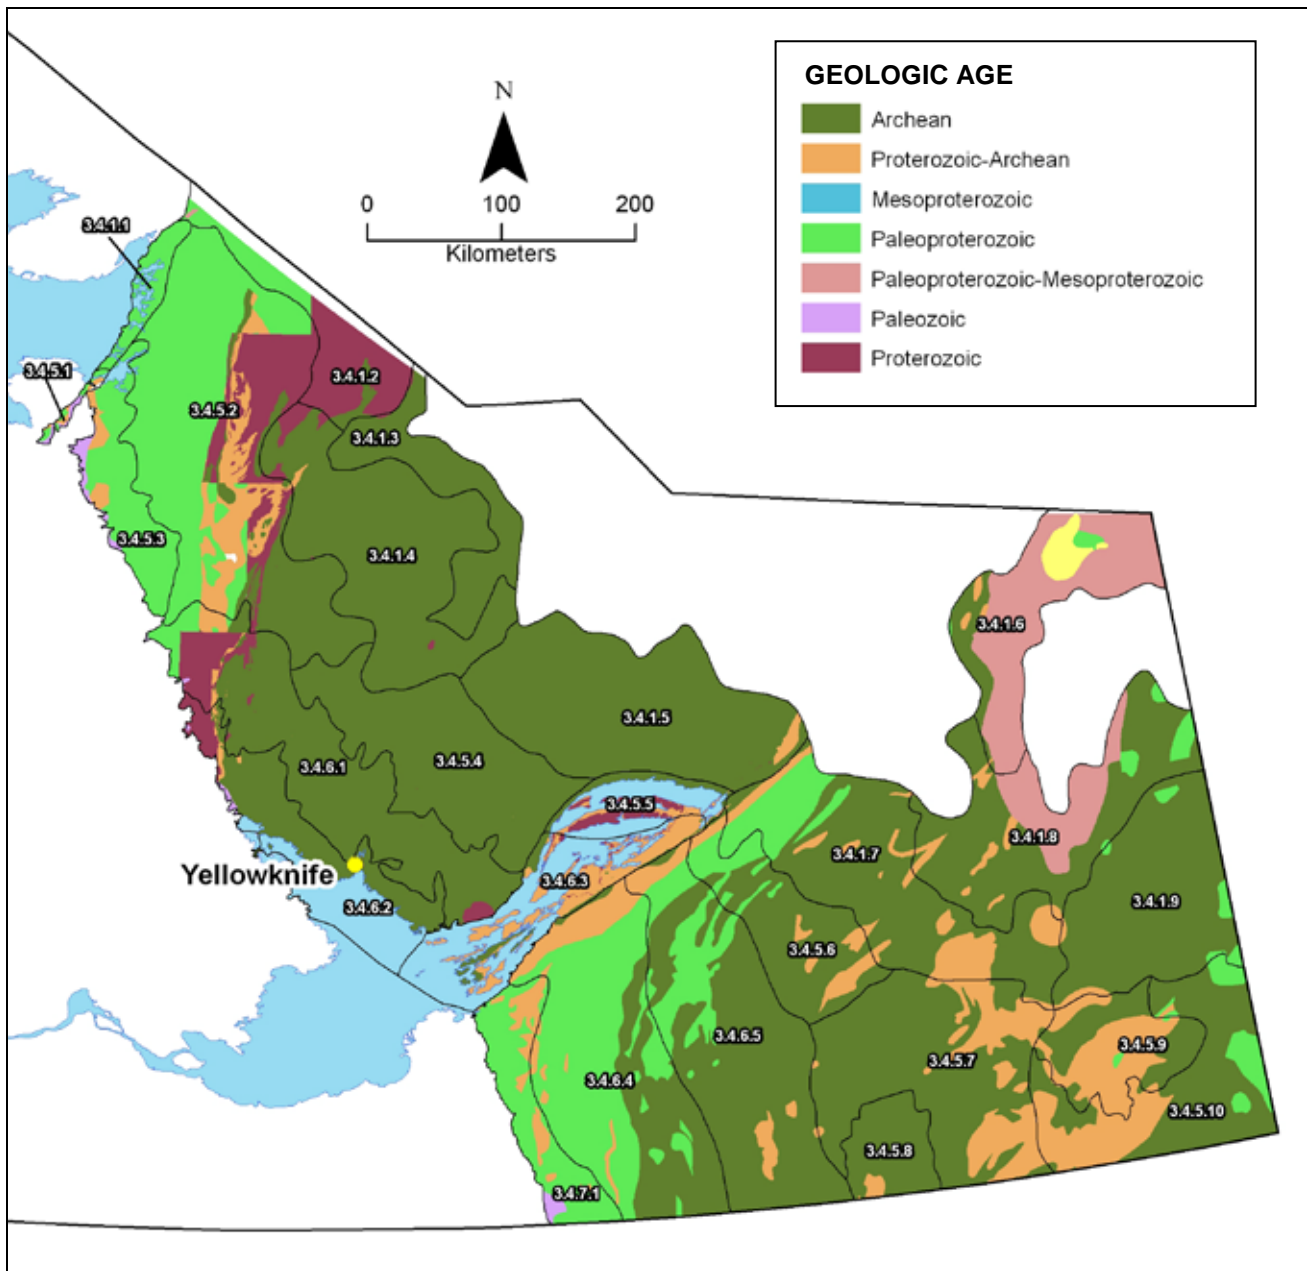 GEOLOGIC AGE
Archean
Proterozoic-Archean
Mesoproterozoic
Paleoproterozoic
Paleoproterozoic-Mesoproterozoic
Paleozoic
Proterozoic
N
0 100 200
Kilometers
3.4.1.1
3.4.5.1
3.4.1.2
3.4.5.2
3.4.1.3
3.4.5.3
3.4.1.4
3.4.1.6
3.4.1.5
3.4.6.1
3.4.5.4
3.4.5.5
3.4.1.8
3.4.1.7
Yellowknife
3.4.6.3
3.4.6.2
3.4.1.9
3.4.5.6
3.4.6.5
3.4.5.9
3.4.5.7
3.4.6.4
3.4.5.10
3.4.5.8
3.4.7.1